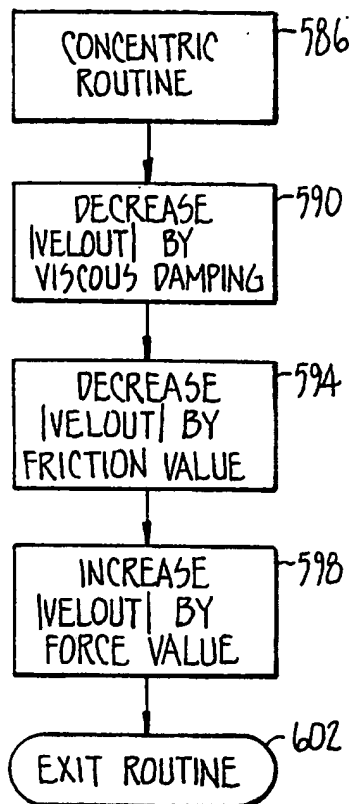 CONCENTRIC
ROUTINE
586
DECREASE
|VELOUT| BY
VISCOUS DAMPING
590
DECREASE
|VELOUT| BY
FRICTION VALUE
594
INCREASE
|VELOUT| BY
FORCE VALUE
598
EXIT ROUTINE
602